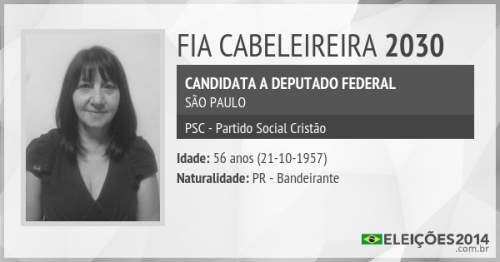 FIA CABELEIREIRA 2030
CANDIDATA A DEPUTADO FEDERAL
SÃO PAULO
PSC - Partido Social Cristão
Idade: 56 anos (21-10-1957)
Naturalidade: PR - Bandeirante
ELEIÇÕES2014
.com.br